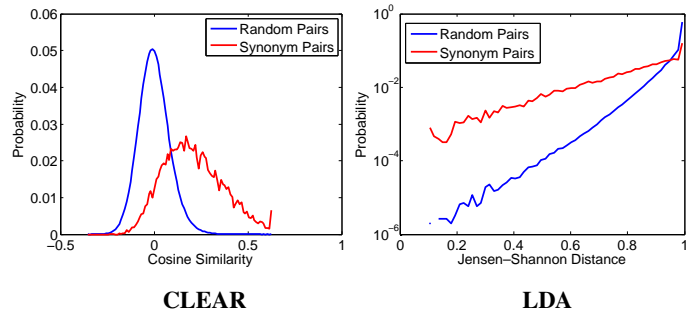 Random Pairs
Synonym Pairs
0.06
0.05
0.04
0.03
0.02
0.01
0
Probability
−0.5
0
0.5
1
Cosine Similarity
CLEAR
Random Pairs
Synonym Pairs
10^0
10^−2
10^−4
10^−6
Probability
0
0.2
0.4
0.6
0.8
1
Jensen−Shannon Distance
LDA